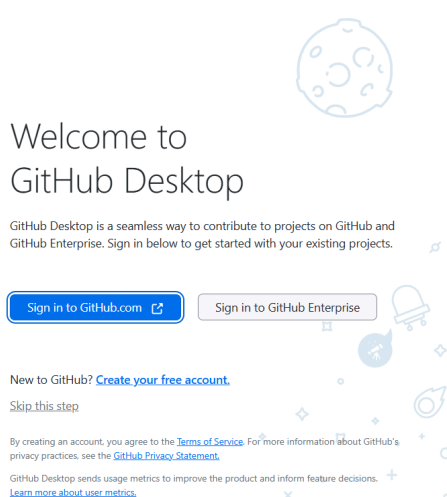 Welcome to
GitHub Desktop
GitHub Desktop is a seamless way to contribute to projects on GitHub and
GitHub Enterprise. Sign in below to get started with your existing projects.
Sign in to GitHub.com
Sign in to GitHub Enterprise
New to GitHub? Create your free account.
Skip this step
By creating an account, you agree to the Terms of Service. For more information about GitHub's
privacy practices, see the GitHub Privacy Statement.
GitHub Desktop sends usage metrics to improve the product and inform feature decisions.
Learn more about user metrics.